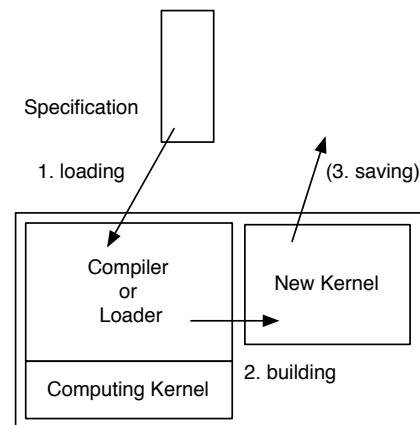 Specification
1. loading
(3. saving)
Compiler
or
Loader
New Kernel
2. building
Computing Kernel